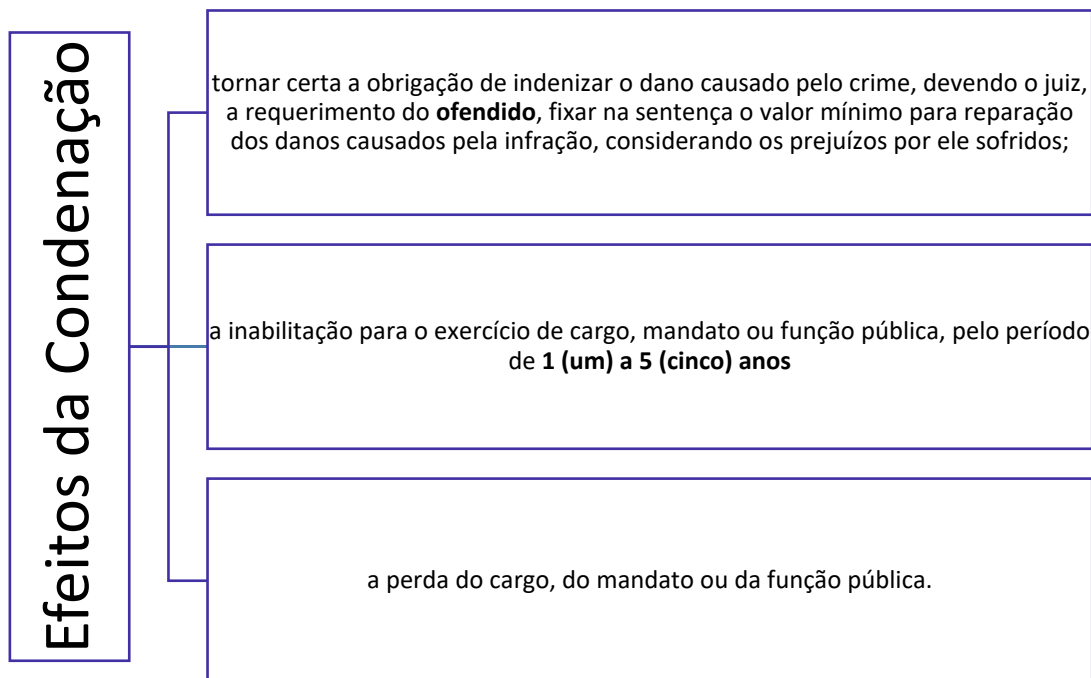 Efeitos da Condenação
tornar certa a obrigação de indenizar o dano causado pelo crime, devendo o juiz,
a requerimento do ofendido, fixar na sentença o valor mínimo para reparação
dos danos causados pela infração, considerando os prejuízos por ele sofridos;
a inabilitação para o exercício de cargo, mandato ou função pública, pelo período
de 1 (um) a 5 (cinco) anos
a perda do cargo, do mandato ou da função pública.